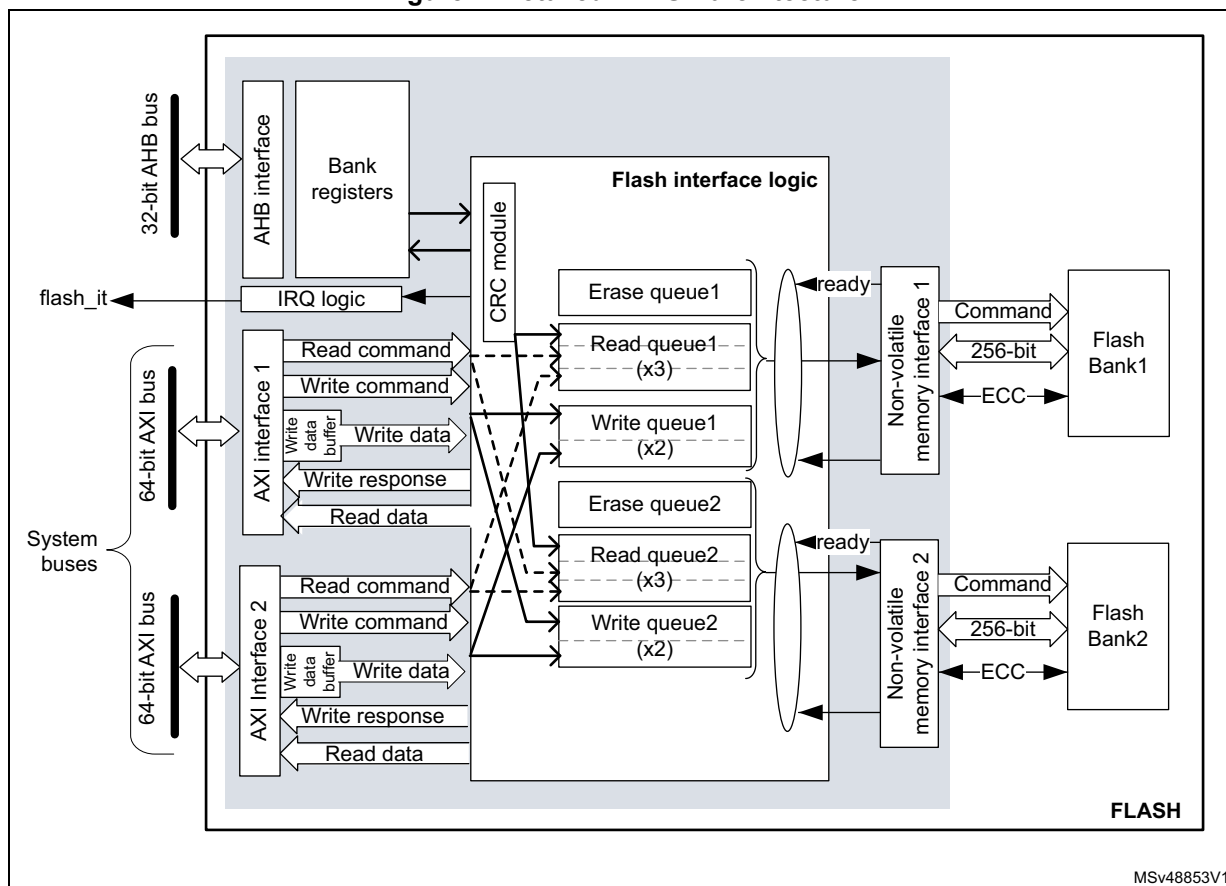 32-bit AHB bus
AHB interface
Bank
registers
Flash interface logic
CRC module
flash_it
IRQ logic
Erase queue1
ready
Read queue1
(x3)
Write queue1
(x2)
Non-volatile
memory interface 1
Command
256-bit
ECC
Flash
Bank1
System
buses
64-bit AXI bus
AXI interface 1
Read command
Write command
Write
data
buffer
Write data
Write response
Read data
Erase queue2
ready
Read queue2
(x3)
Write queue2
(x2)
Non-volatile
memory interface 2
Command
256-bit
ECC
Flash
Bank2
64-bit AXI bus
AXI Interface 2
Read command
Write command
Write
data
buffer
Write data
Write response
Read data
FLASH
MSv48853V1